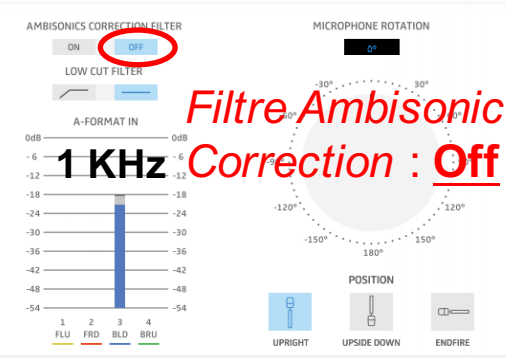 AMBISONICS CORRECTION FILTER
ON OFF
LOW CUT FILTER
A-FORMAT IN
0dB 0dB
-6 -6
-12 -12
-18 -18
-24 -24
-30 -30
-36 -36
-42 -42
-48 -48
-54 -54
1 2 3 4
FLU FRD BLD BRU
1 KHz
MICROPHONE ROTATION
0°
-30° 30°
Filtre Ambisonic
Correction : Off
-120° 120°
-150° 150°
180°
POSITION
UPRIGHT UPSIDE DOWN ENDFIRE